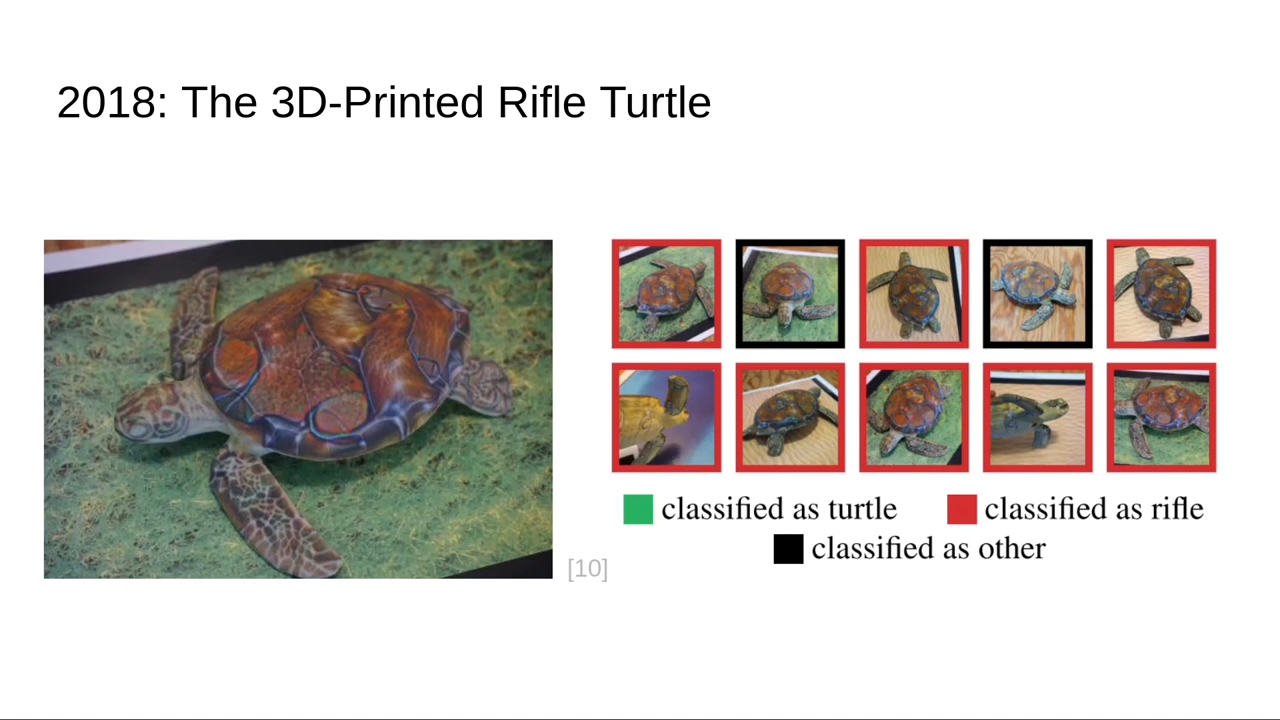 2018: The 3D-Printed Rifle Turtle
classified as turtle
classified as rifle
classified as other
[10]